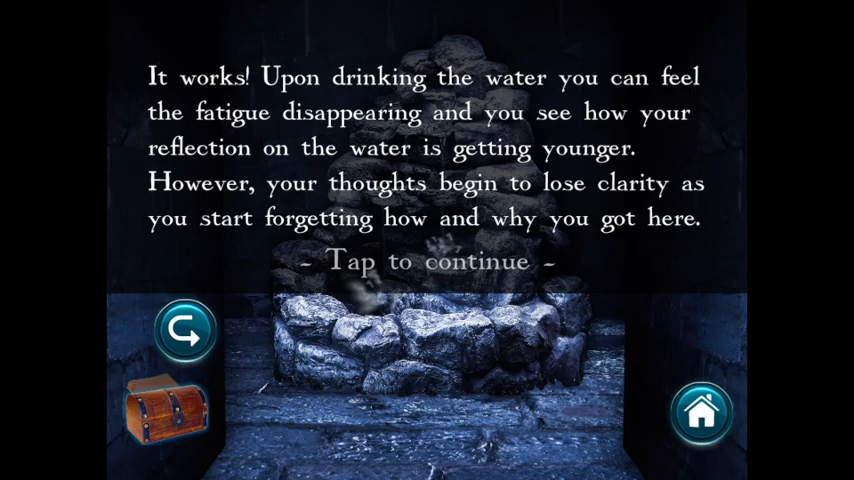 It works! Upon drinking the water you can feel
the fatigue disappearing and you see how your
reflection on the water is getting younger.
However, your thoughts begin to lose clarity as
you start forgetting how and why you got here.
~ Tap to continue ~